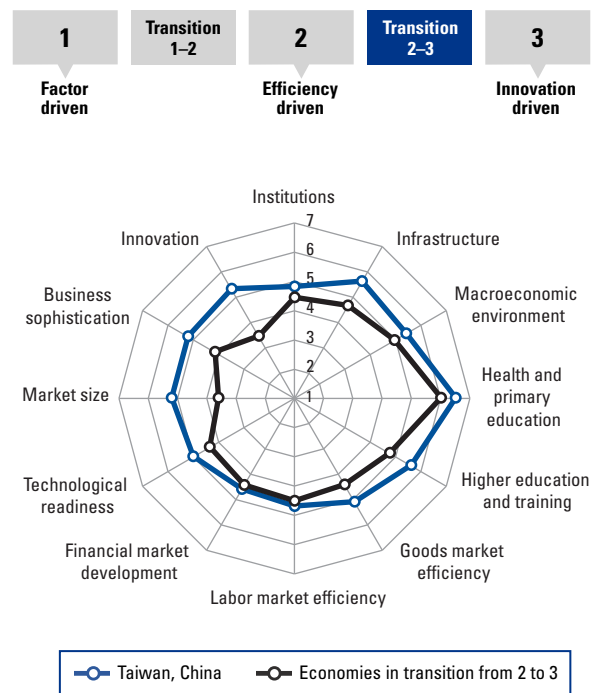 1
Transition
1–2
2
Transition
2–3
3
Factor
driven
Efficiency
driven
Innovation
driven
Institutions
7
Innovation
6
Infrastructure
5
Business
sophistication
4
Macroeconomic
environment
3
2
Market size
1
Health and
primary
education
Technological
readiness
Higher education
and training
Financial market
development
Goods market
efficiency
Labor market efficiency
Taiwan, China
Economies in transition from 2 to 3